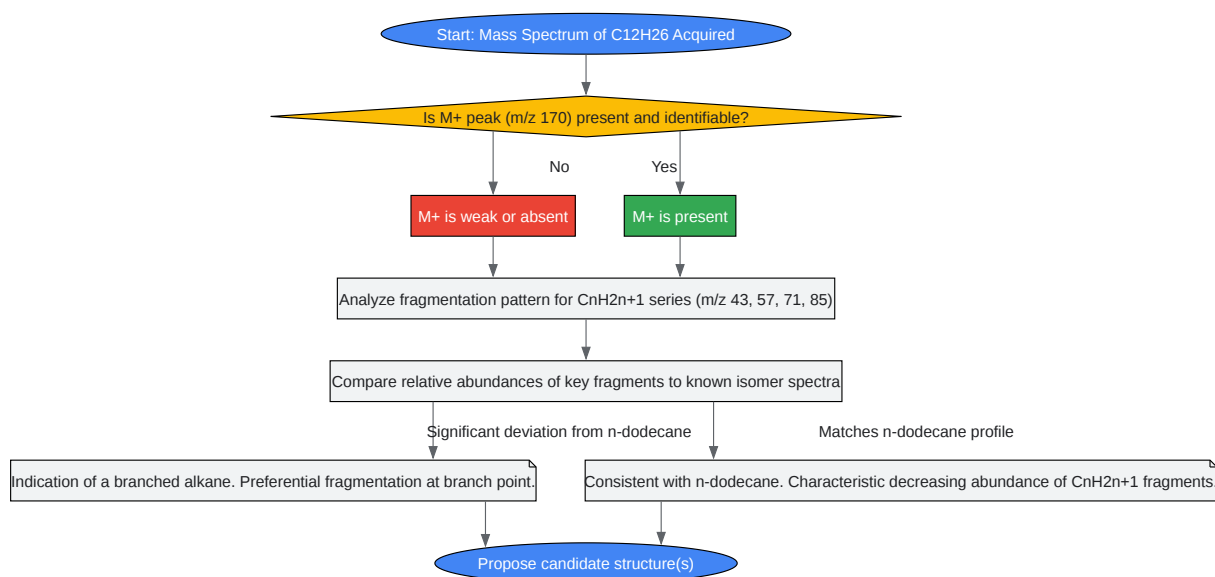 Start: Mass Spectrum of C12H26 Acquired
Is M+ peak (m/z 170) present and identifiable?
No
Yes
M+ is weak or absent
M+ is present
Analyze fragmentation pattern for CnH2n+1 series (m/z 43, 57, 71, 85)
Compare relative abundances of key fragments to known isomer spectra
Significant deviation from n-dodecane
Matches n-dodecane profile
Indication of a branched alkane. Preferential fragmentation at branch point.
Consistent with n-dodecane. Characteristic decreasing abundance of CnH2n+1 fragments.
Propose candidate structure(s)